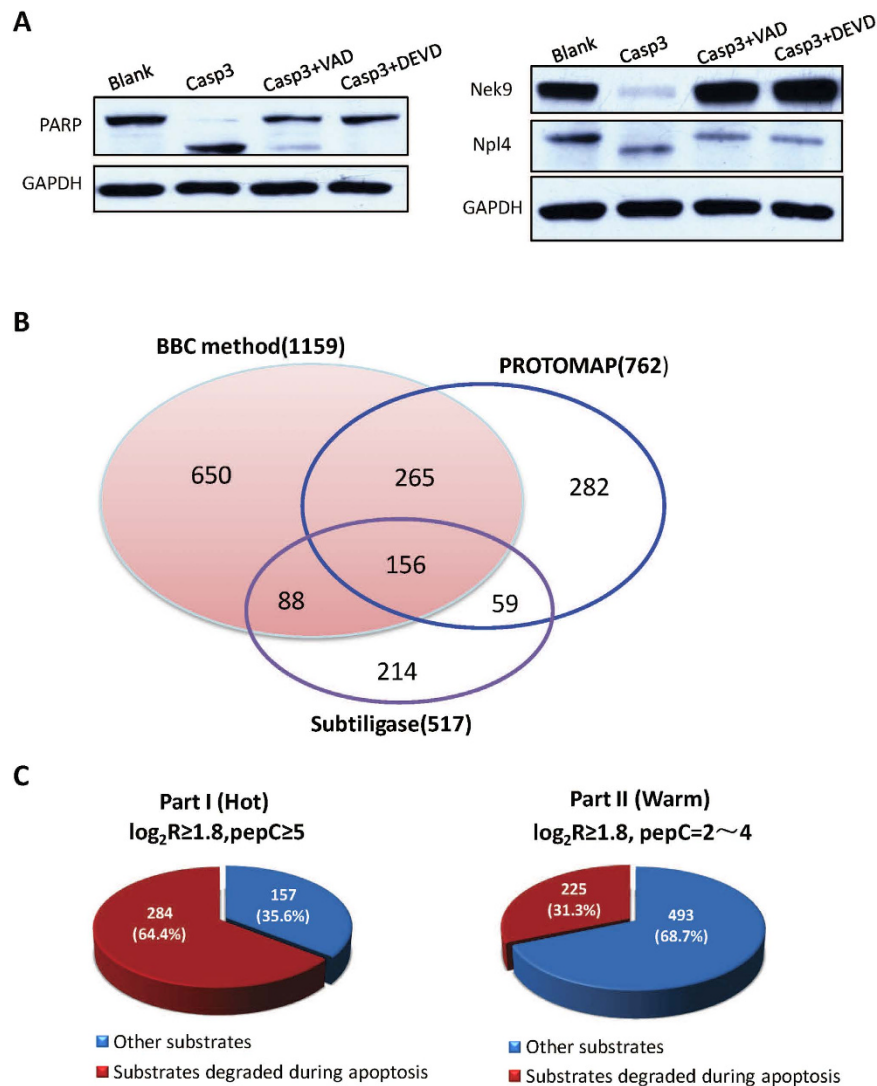 A
Blank Casp3 Casp3+VAD Casp3+DEVD
PARP
GAPDH
Blank Casp3 Casp3+VAD Casp3+DEVD
Nek9
Npl4
GAPDH
B
BBC method(1159)
PROTOMAP(762)
650 265 282
156
88 59
214
Subtiligase(517)
C
Part I (Hot)
log₂R≥1.8,pepC≥5
157
(35.6%)
284
(64.4%)
Other substrates
Substrates degraded during apoptosis
Part II (Warm)
log₂R≥1.8, pepC=2～4
225
(31.3%)
493
(68.7%)
Other substrates
Substrates degraded during apoptosis